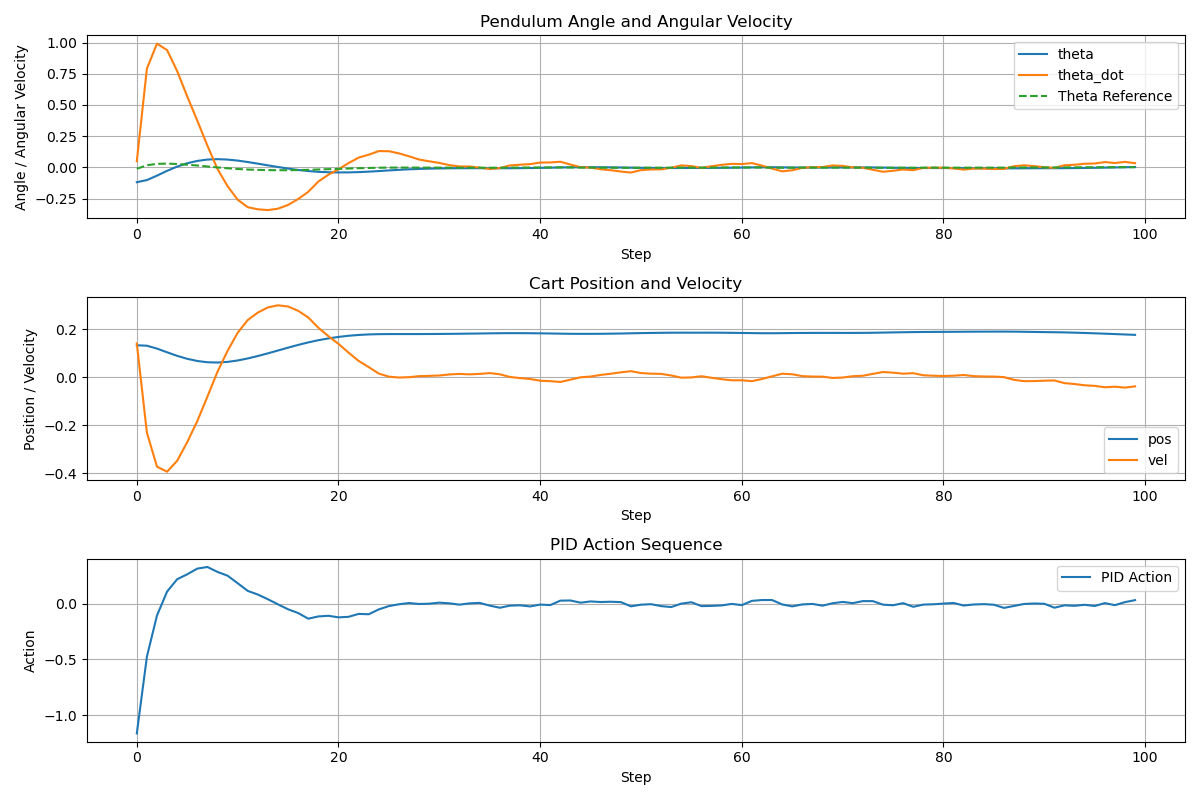 Pendulum Angle and Angular Velocity
Angle / Angular Velocity
1.00
0.75
0.50
0.25
0.00
−0.25
theta
theta_dot
Theta Reference
0 20 40 60 80 100
Step
Cart Position and Velocity
Position / Velocity
0.2
0.0
−0.2
−0.4
pos
vel
0 20 40 60 80 100
Step
PID Action Sequence
Action
0.0
−0.5
−1.0
PID Action
0 20 40 60 80 100
Step